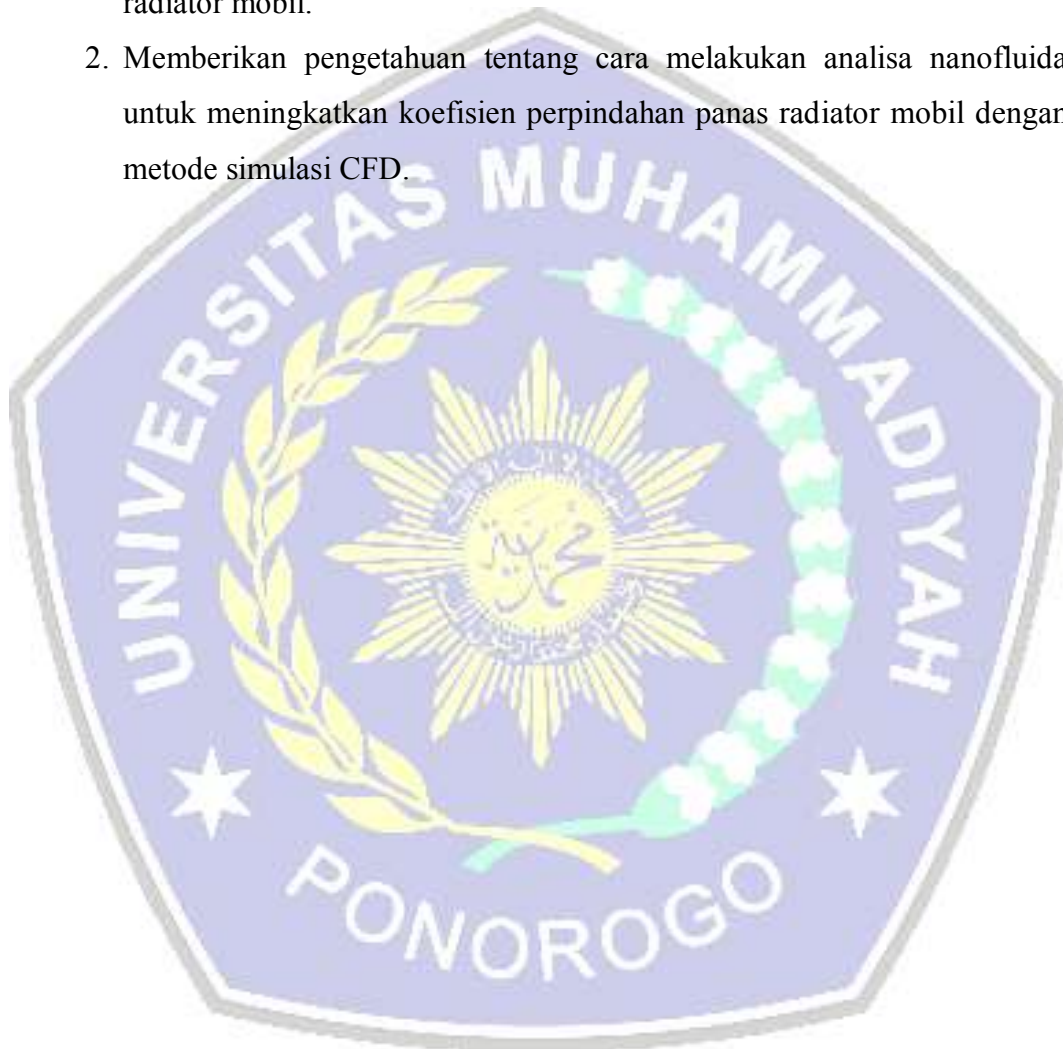 radiator mobil.
2. Memberikan pengetahuan tentang cara melakukan analisa nanofluida
untuk meningkatkan koefisien perpindahan panas radiator mobil dengan
metode simulasi CFD.
UNIVERSITAS MUHAMMADIYAH
PONOROGO